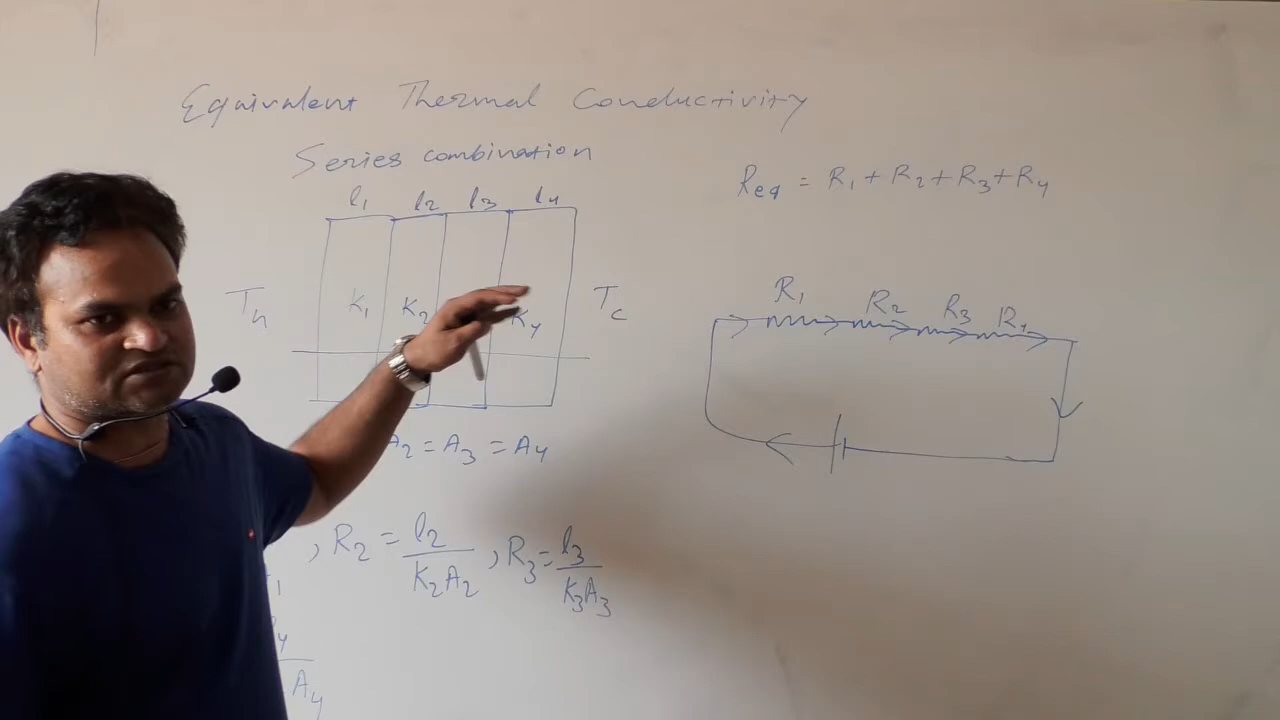 Equivalent Thermal Conductivity
Series combination
l1 l2 l3 l4
Th K1 K2 K4 Tc
A2 = A3 = A4
, R2 = l2/K2A2 , R3 = l3/K3A3
A4
Req = R1 + R2 + R3 + R4
R1 R2 R3 R4